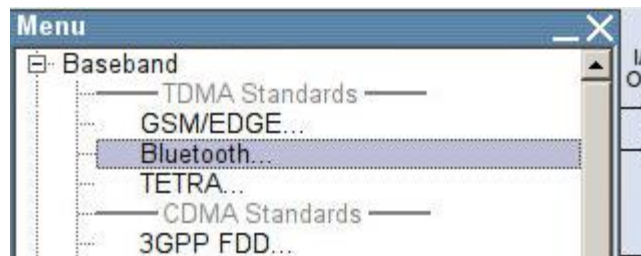 Menu
Baseband
TDMA Standards
GSM/EDGE...
Bluetooth...
TETRA...
CDMA Standards
3GPP FDD...